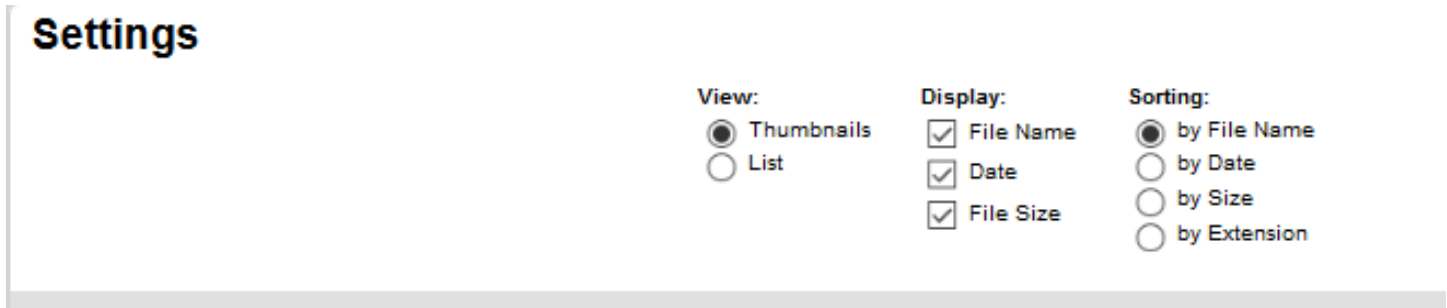 Settings
View:
Thumbnails
List
Display:
File Name
Date
File Size
Sorting:
by File Name
by Date
by Size
by Extension